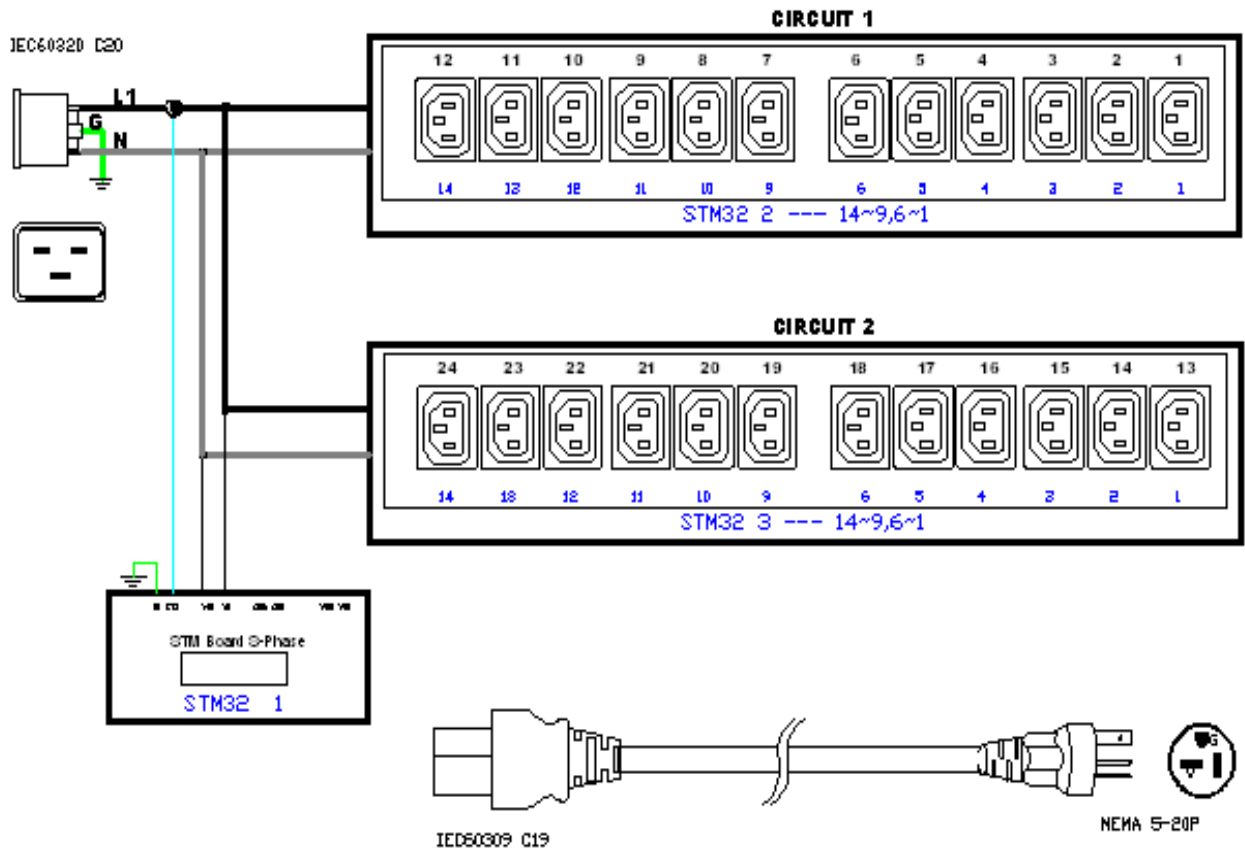 CIRCUIT 1
IEC60320 C20
12 11 10 9 8 7 6 5 4 3 2 1
L1
G
N
14 13 12 11 10 9 6 5 4 3 2 1
STM32 2 --- 14~9,6~1
CIRCUIT 2
24 23 22 21 20 19 18 17 16 15 14 13
14 13 12 11 10 9 6 5 4 3 2 1
STM32 3 --- 14~9,6~1
STM Board S-Phase
STM32 1
G
IED60309 C19
NEMA 5-20P